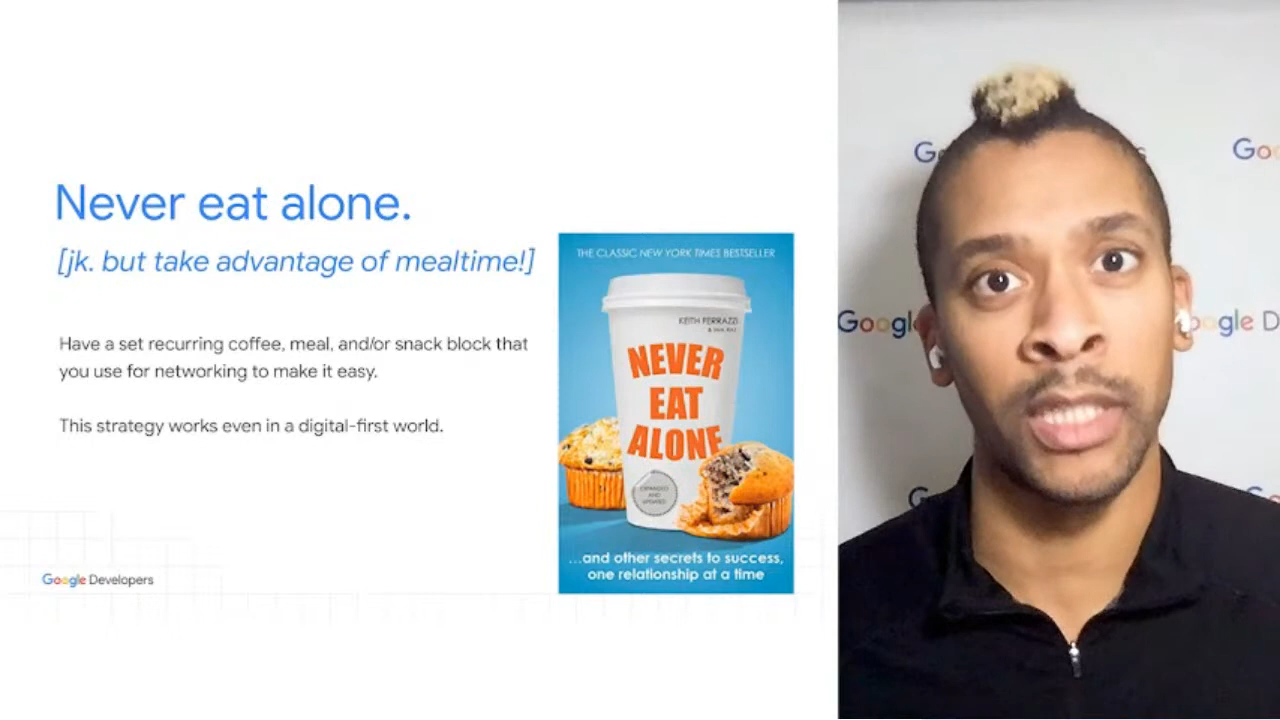 Never eat alone.
[jk. but take advantage of mealtime!]
Have a set recurring coffee, meal, and/or snack block that
you use for networking to make it easy.
This strategy works even in a digital-first world.
Google Developers
THE CLASSIC NEW YORK TIMES BESTSELLER
KEITH FERRAZZI
NEVER
EAT
ALONE
EXPANDED
AND
UPDATED
...and other secrets to success,
one relationship at a time
Google D